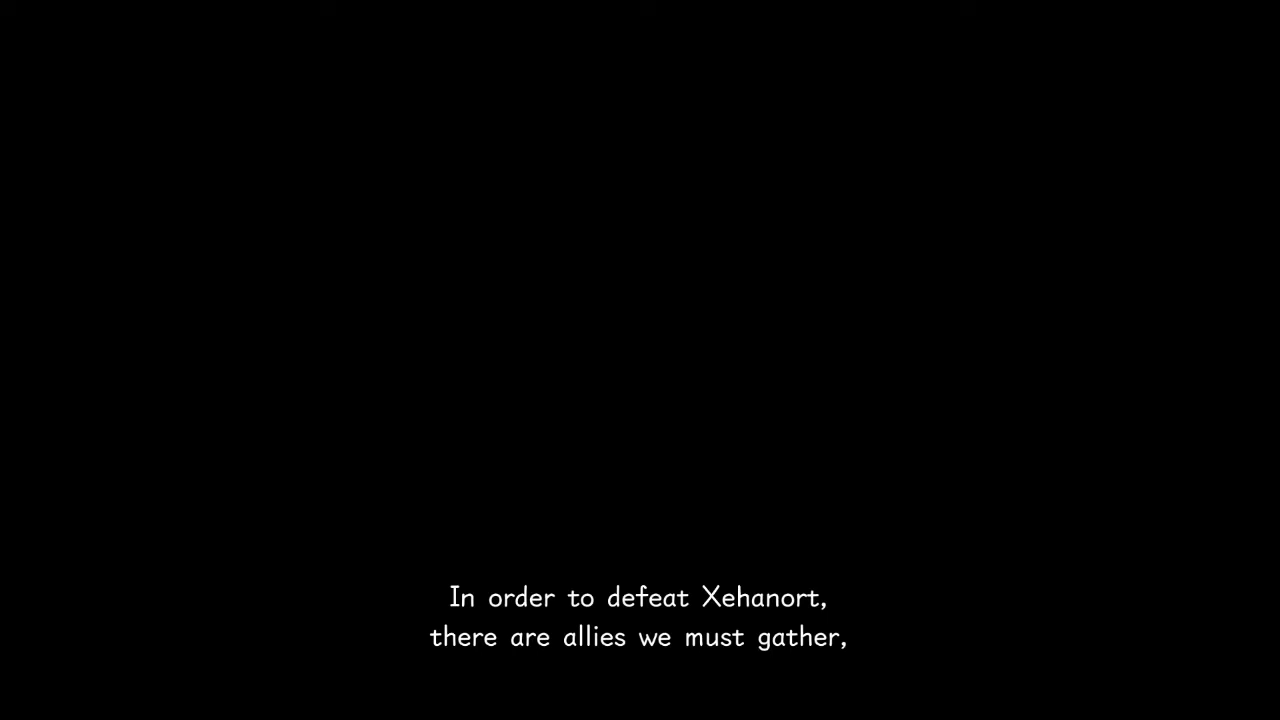 In order to defeat Xehanort,
there are allies we must gather,